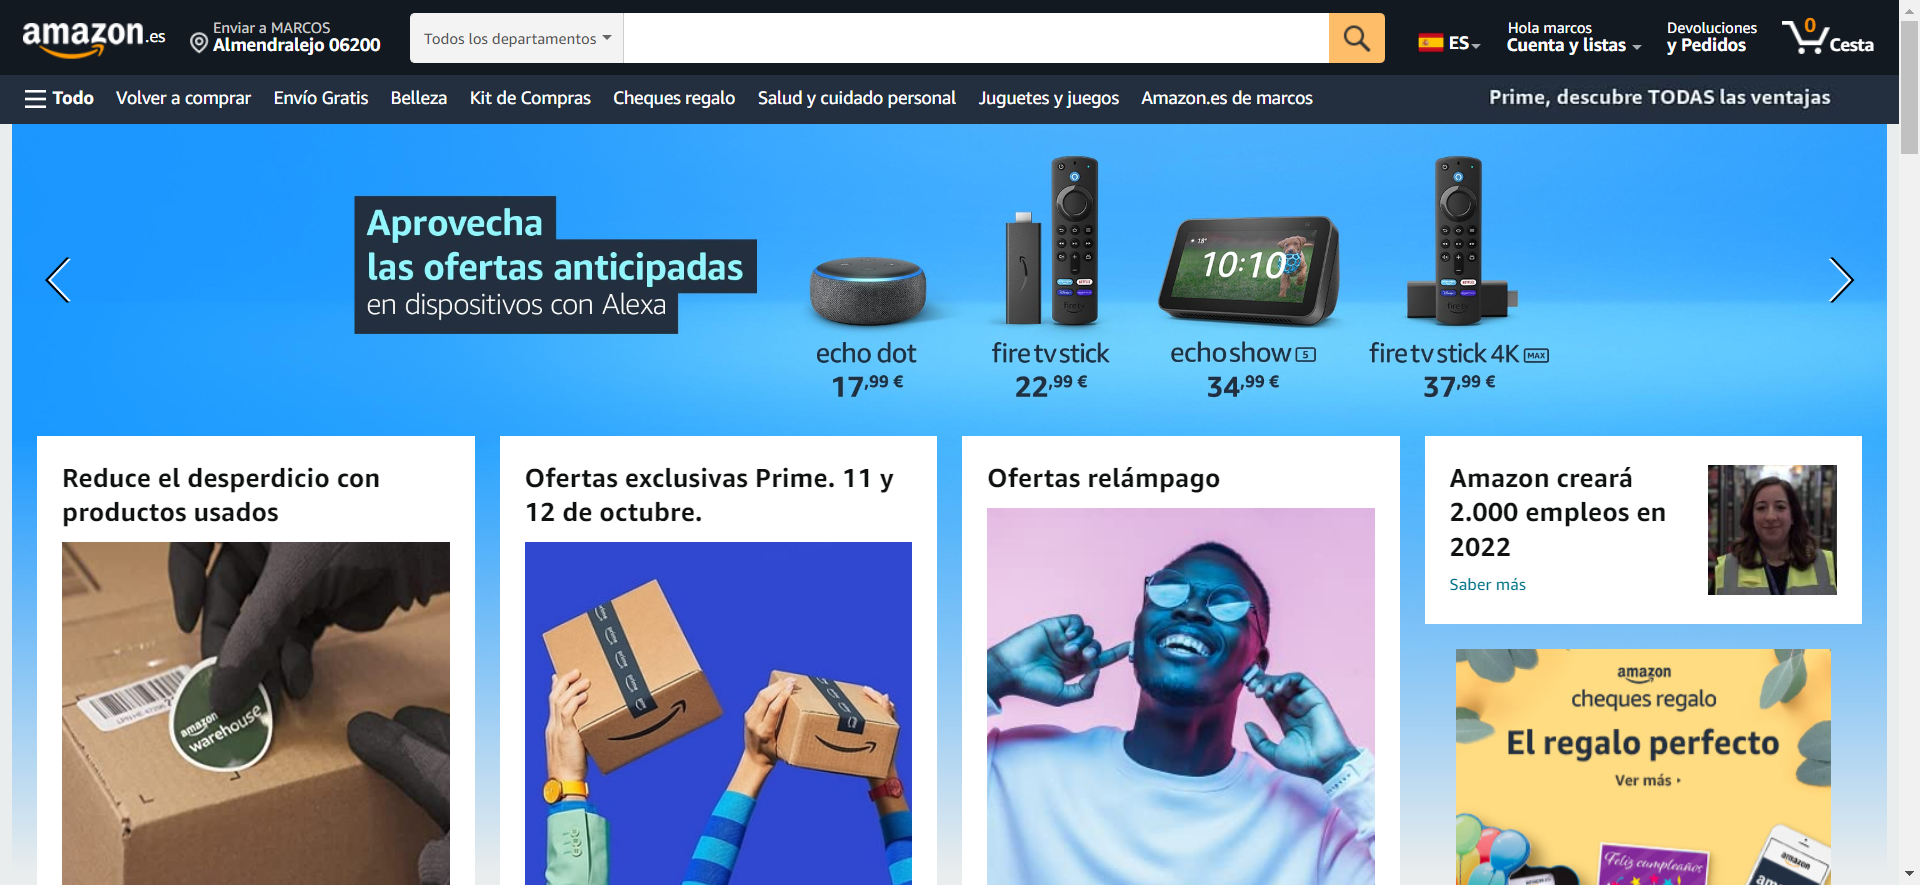 amazon.es
Enviar a MARCOS
Almendralejo 06200
Todos los departamentos
ES
Hola marcos
Cuenta y listas
Devoluciones
y Pedidos
0
Cesta
Todo
Volver a comprar
Envío Gratis
Belleza
Kit de Compras
Cheques regalo
Salud y cuidado personal
Juguetes y juegos
Amazon.es de marcos
Prime, descubre TODAS las ventajas
Aprovecha
las ofertas anticipadas
en dispositivos con Alexa
10:10
echo dot
17,99 €
fire tv stick
22,99 €
echo show 5
34,99 €
fire tv stick 4K MAX
37,99 €
Reduce el desperdicio con
productos usados
amazon
warehouse
Ofertas exclusivas Prime. 11 y
12 de octubre.
prime
prime
prime
Ofertas relámpago
Amazon creará
2.000 empleos en
2022
Saber más
amazon
cheques regalo
El regalo perfecto
Ver más
Feliz cumpleaños
amazon